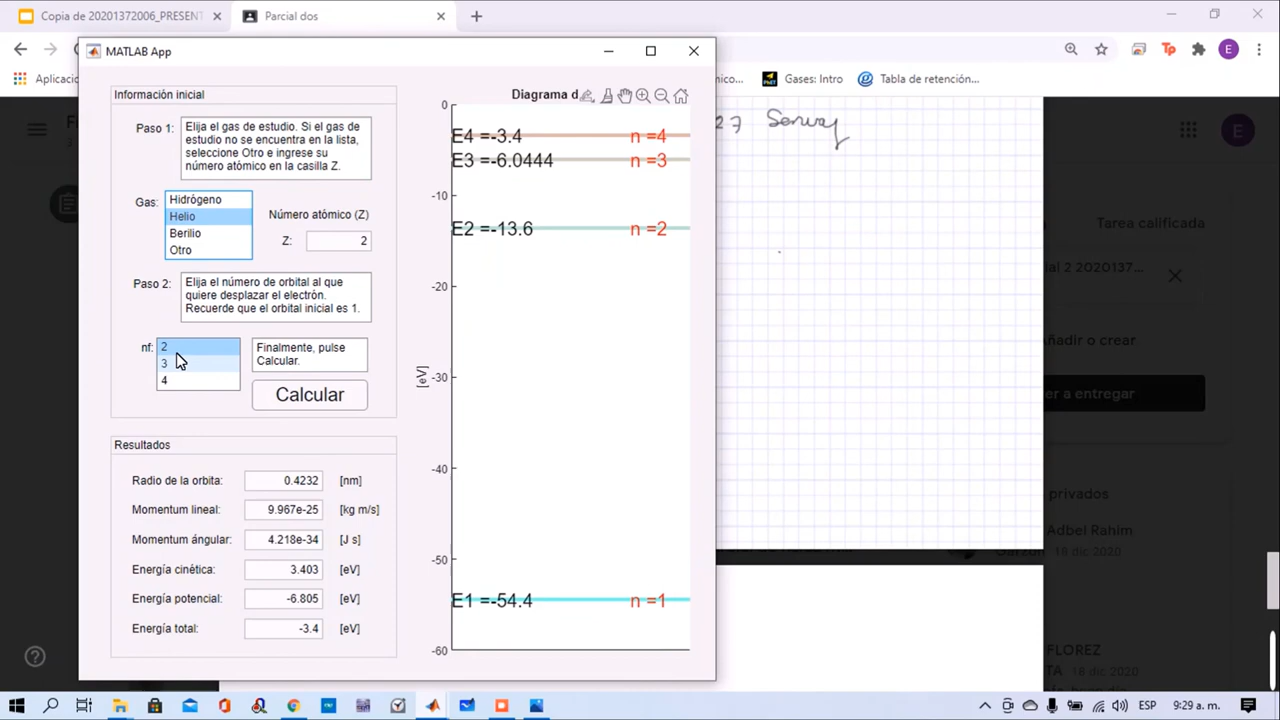 Copia de 20201372006_PRESENT
Parcial dos
MATLAB App
Aplicacio
mico...
Gases: Intro
Tabla de retención...
Información inicial
Paso 1:
Elija el gas de estudio. Si el gas de
estudio no se encuentra en la lista,
seleccione Otro e ingrese su
número atómico en la casilla Z.
Gas:
Hidrógeno
Helio
Berilio
Otro
Número atómico (Z)
Z:
2
Paso 2:
Elija el número de orbital al que
quiere desplazar el electrón.
Recuerde que el orbital inicial es 1.
nf:
2
3
4
Finalmente, pulse
Calcular.
Calcular
Resultados
Radio de la orbita: 0.4232 [nm]
Momentum lineal: 9.967e-25 [kg m/s]
Momentum ángular: 4.218e-34 [J s]
Energía cinética: 3.403 [eV]
Energía potencial: -6.805 [eV]
Energía total: -3.4 [eV]
Diagrama d
0
-10
-20
-30
-40
-50
-60
[eV]
E4 =-3.4 n =4
E3 =-6.0444 n =3
E2 =-13.6 n =2
E1 =-54.4 n =1
27
Tarea calificada
ial 2 2020137...
Añadir o crear
er a entregar
privados
Adbel Rahim
18 dic 2020
FLOREZ
TA. 18 dic 2020
E
E
ESP
9:29 a. m.